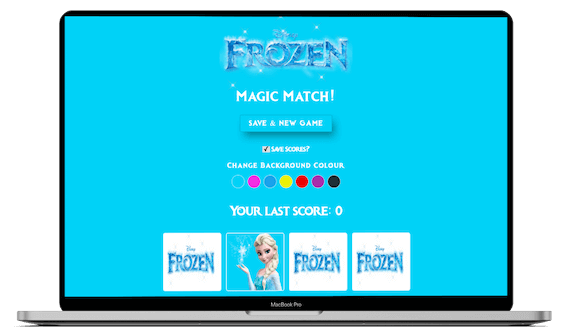 Disney
FROZEN
Magic Match!
Save & New Game
Save Scores?
Change Background Colour
Your last score: 0
Disney FROZEN
Disney FROZEN
Disney FROZEN
MacBook Pro